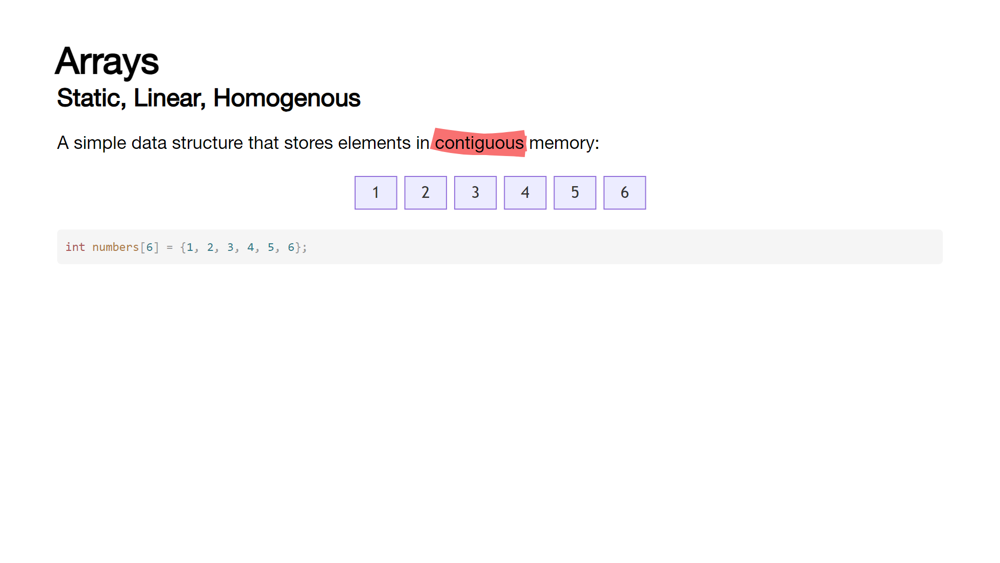 Arrays
Static, Linear, Homogenous
A simple data structure that stores elements in contiguous memory:
1 2 3 4 5 6
int numbers[6] = {1, 2, 3, 4, 5, 6};